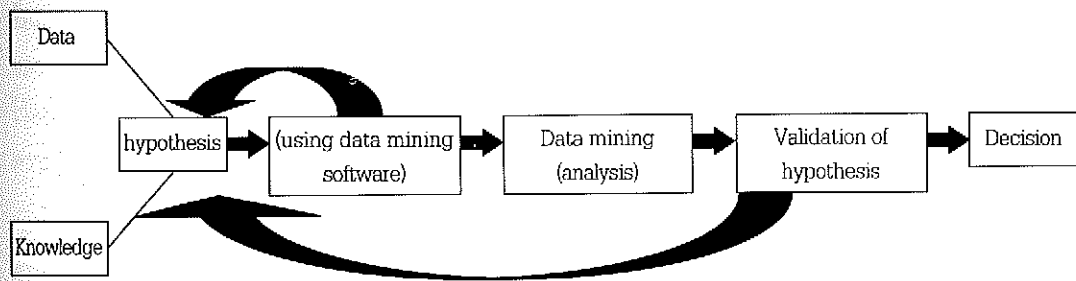 Data
hypothesis
Knowledge
(using data mining
software)
Data mining
(analysis)
Validation of
hypothesis
Decision